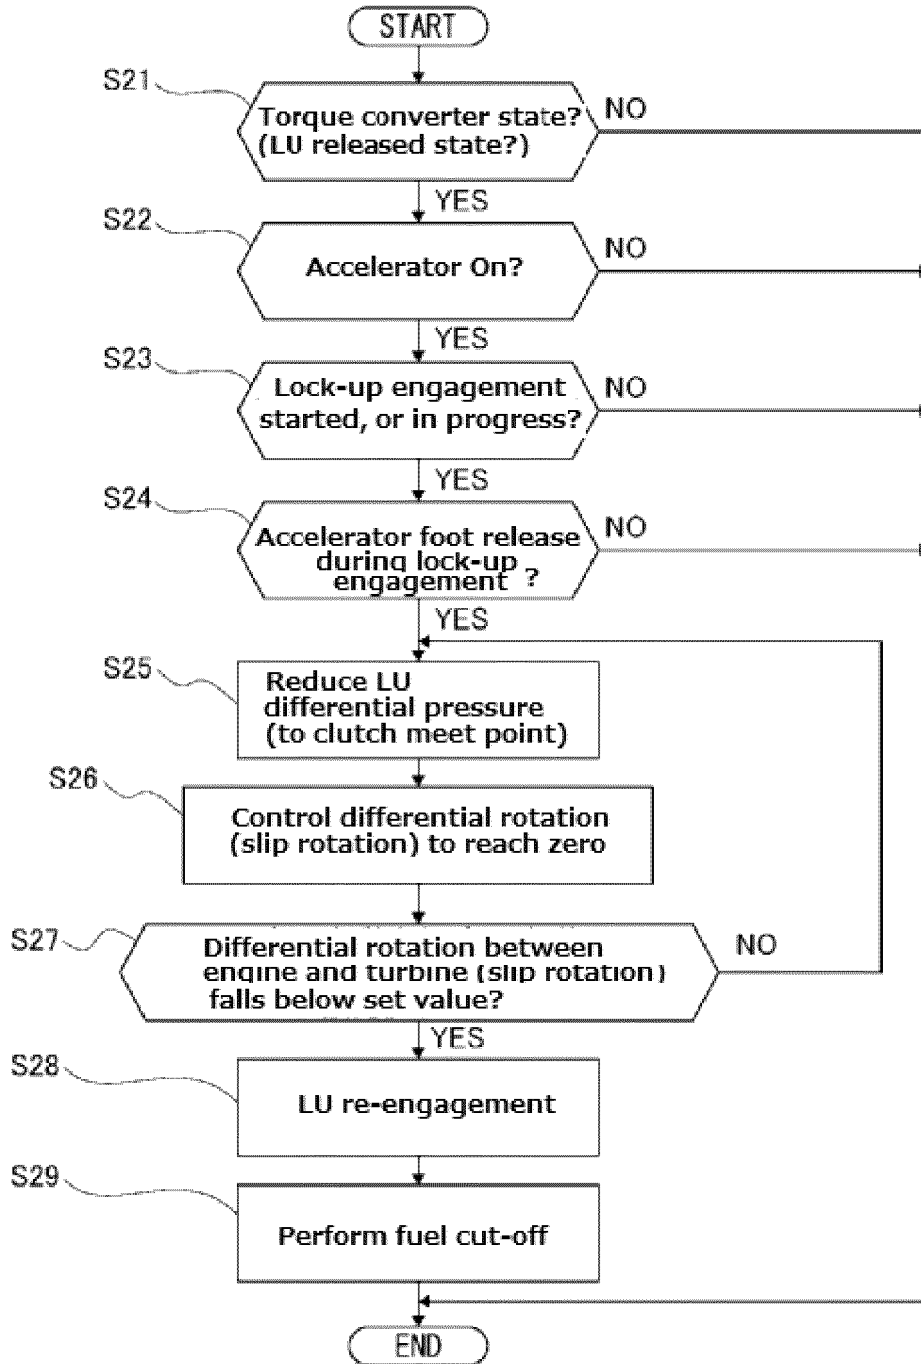 START
S21
Torque converter state?
(LU released state?)
NO
YES
S22
Accelerator On?
NO
YES
S23
Lock-up engagement
started, or in progress?
NO
YES
S24
Accelerator foot release
during lock-up
engagement ?
NO
YES
S25
Reduce LU
differential pressure
(to clutch meet point)
S26
Control differential rotation
(slip rotation) to reach zero
S27
Differential rotation between
engine and turbine (slip rotation)
falls below set value?
NO
YES
S28
LU re-engagement
S29
Perform fuel cut-off
END